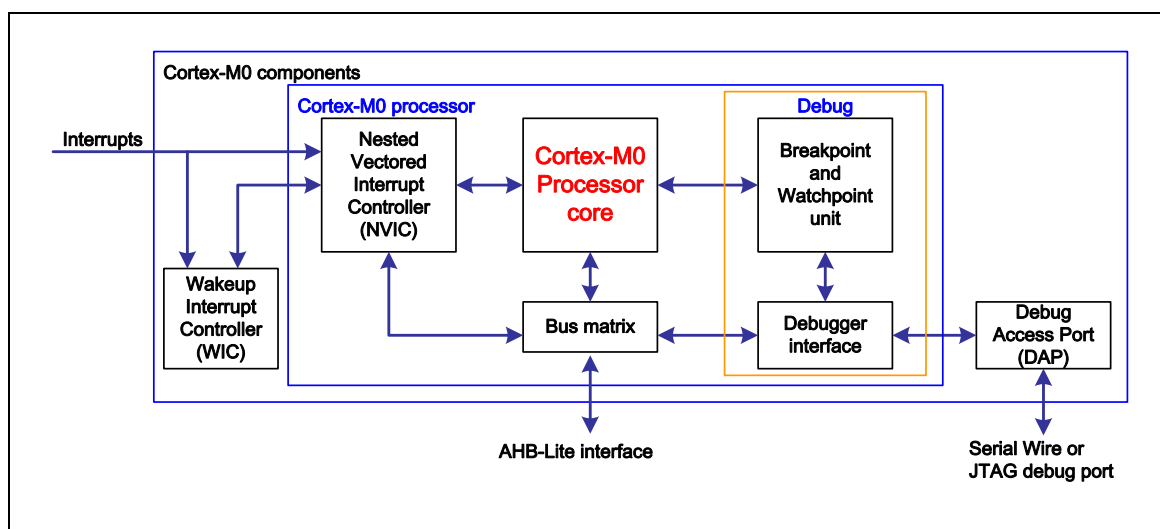 Cortex-M0 components
Cortex-M0 processor
Debug
Interrupts
Nested
Vectored
Interrupt
Controller
(NVIC)
Cortex-M0
Processor
core
Breakpoint
and
Watchpoint
unit
Wakeup
Interrupt
Controller
(WIC)
Bus matrix
Debugger
interface
Debug
Access Port
(DAP)
AHB-Lite interface
Serial Wire or
JTAG debug port